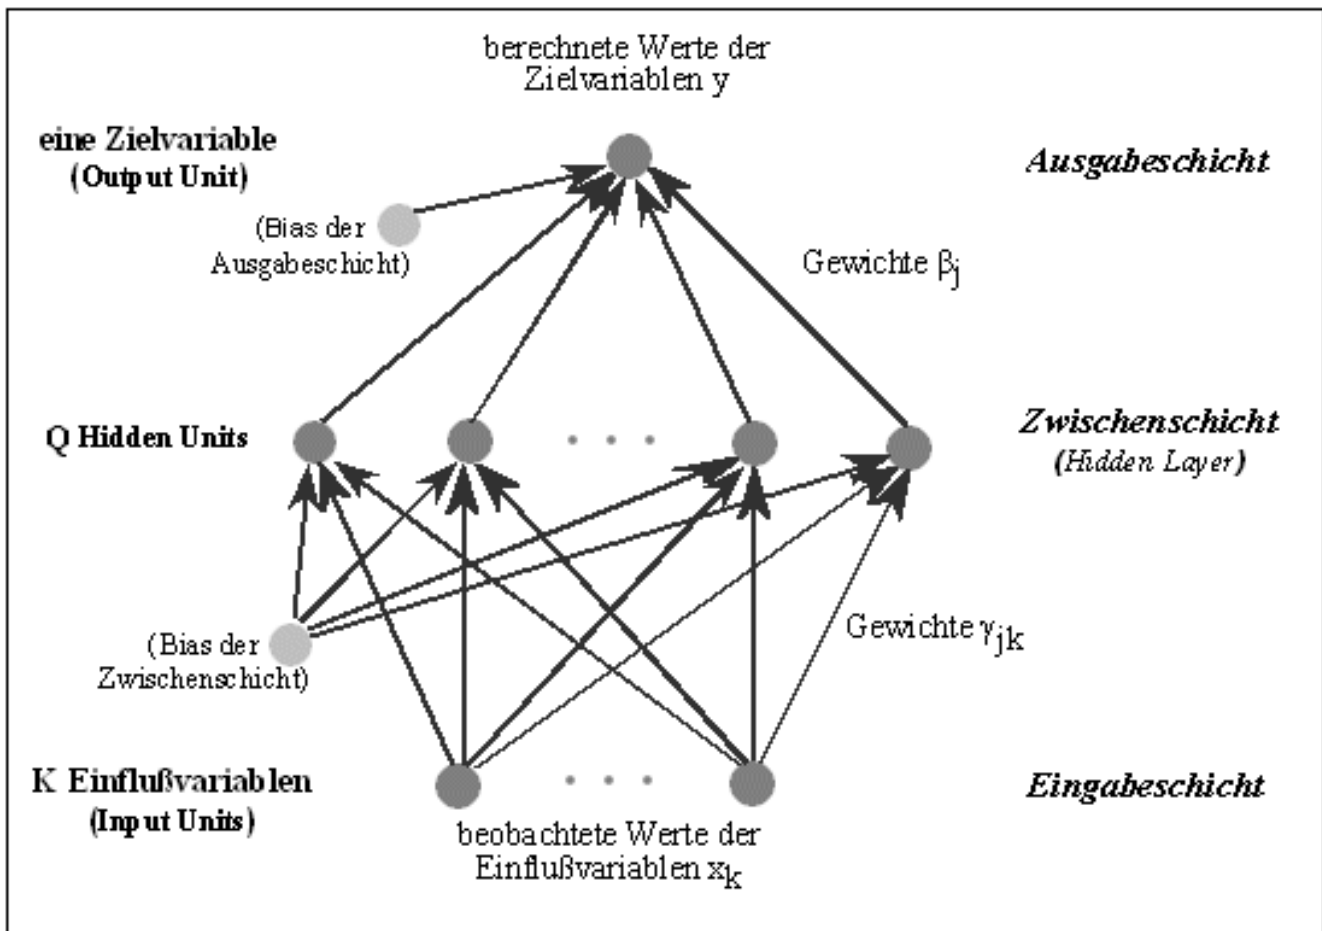 berechnete Werte der
Zielvariablen y
eine Zielvariable
(Output Unit)
Ausgabeschicht
(Bias der
Ausgabeschicht)
Gewichte βj
Q Hidden Units
Zwischenschicht
(Hidden Layer)
(Bias der
Zwischenschicht)
Gewichte γjk
K Einflußvariablen
(Input Units)
Eingabeschicht
beobachtete Werte der
Einflußvariablen xk